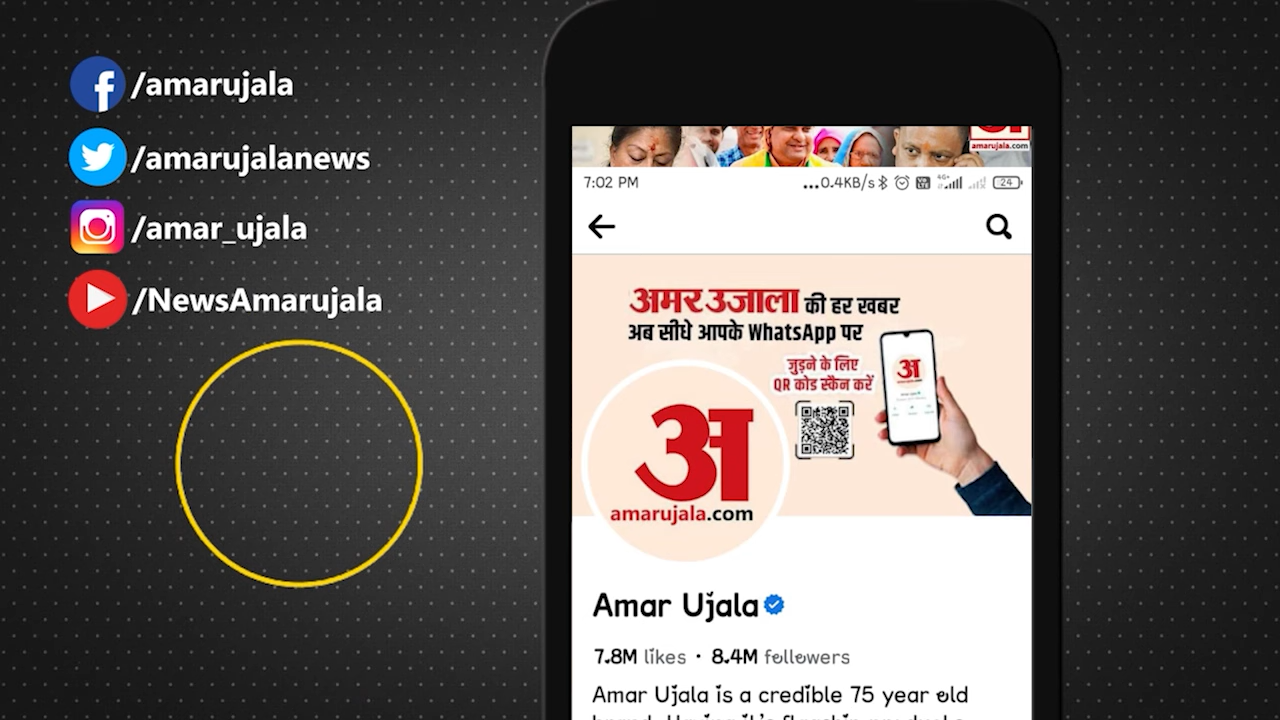 /amarujala
/amarujalanews
/amar_ujala
/NewsAmarujala
amarujala.com
7:02 PM
...0.4KB/s
4G+
24
अमर उजाला की हर खबर
अब सीधे आपके WhatsApp पर
जुड़ने के लिए
QR कोड स्कैन करें
अ
अ
amarujala.com
Amar Ujala
7.8M likes · 8.4M followers
Amar Ujala is a credible 75 year old